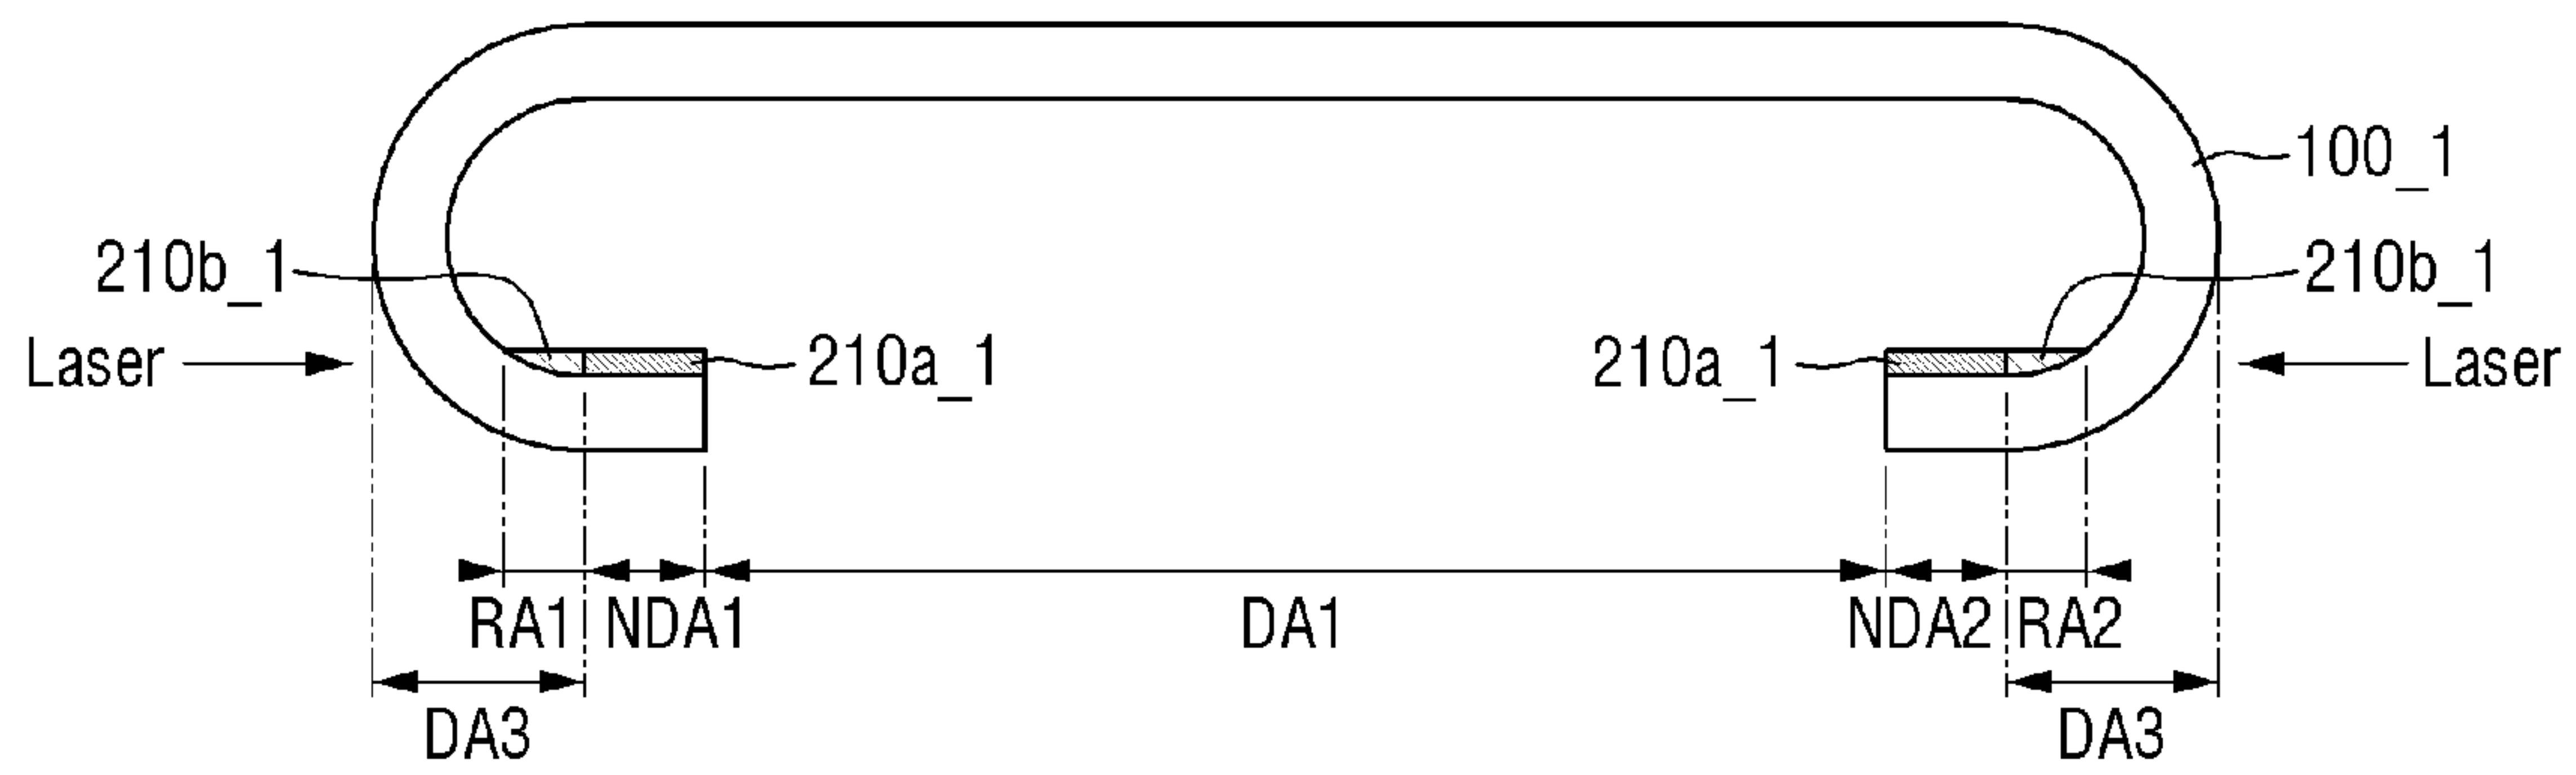 100_1
210b_1
210b_1
Laser
210a_1
210a_1
Laser
RA1
NDA1
DA1
NDA2
RA2
DA3
DA3